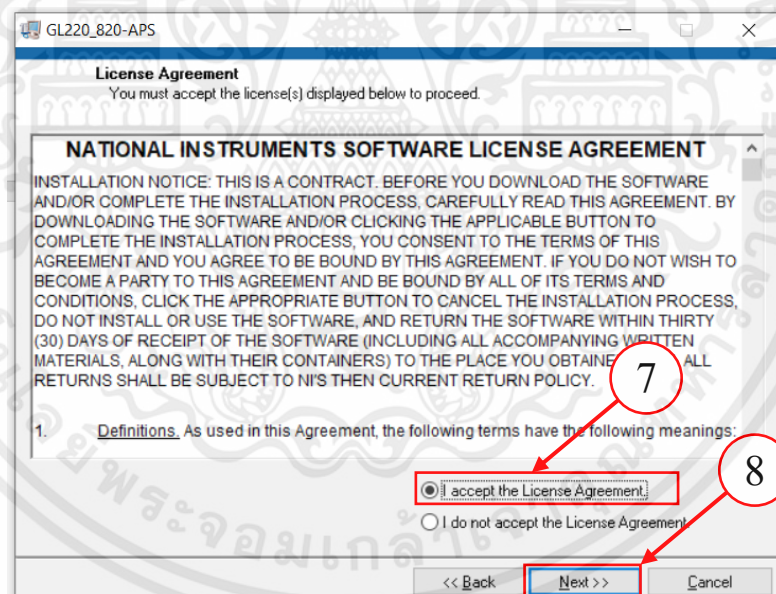 GL220_820-APS
License Agreement
You must accept the license(s) displayed below to proceed.
NATIONAL INSTRUMENTS SOFTWARE LICENSE AGREEMENT
INSTALLATION NOTICE: THIS IS A CONTRACT. BEFORE YOU DOWNLOAD THE SOFTWARE
AND/OR COMPLETE THE INSTALLATION PROCESS, CAREFULLY READ THIS AGREEMENT. BY
DOWNLOADING THE SOFTWARE AND/OR CLICKING THE APPLICABLE BUTTON TO
COMPLETE THE INSTALLATION PROCESS, YOU CONSENT TO THE TERMS OF THIS
AGREEMENT AND YOU AGREE TO BE BOUND BY THIS AGREEMENT. IF YOU DO NOT WISH TO
BECOME A PARTY TO THIS AGREEMENT AND BE BOUND BY ALL OF ITS TERMS AND
CONDITIONS, CLICK THE APPROPRIATE BUTTON TO CANCEL THE INSTALLATION PROCESS,
DO NOT INSTALL OR USE THE SOFTWARE, AND RETURN THE SOFTWARE WITHIN THIRTY
(30) DAYS OF RECEIPT OF THE SOFTWARE (INCLUDING ALL ACCOMPANYING WRITTEN
MATERIALS, ALONG WITH THEIR CONTAINERS) TO THE PLACE YOU ALL
RETURNS SHALL BE SUBJECT TO NI'S THEN CURRENT RETURN POLICY.
7
1. Definitions. As used in this Agreement, the following terms have the following meanings:
8
I accept the License Agreement.
I do not accept the License Agreement.
<< Back Next >> Cancel